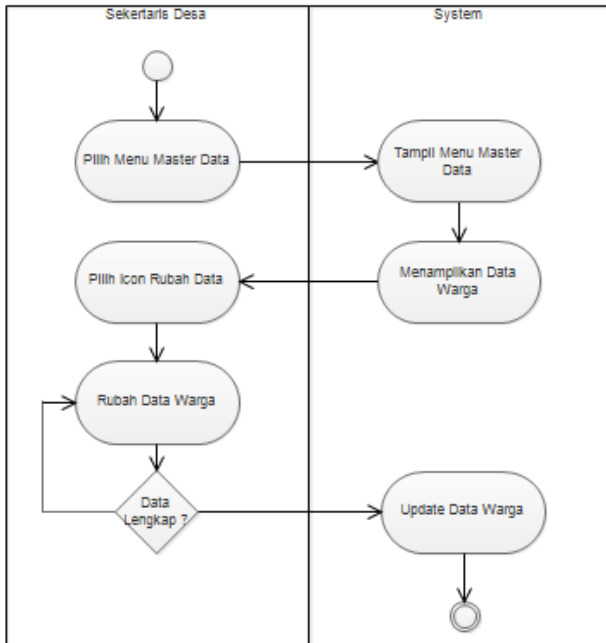 Sekertaris Desa
System
Pilih Menu Master Data
Tampil Menu Master
Data
Pilih Icon Rubah Data
Menampilkan Data
Warga
Rubah Data Warga
Data
Lengkap ?
Update Data Warga